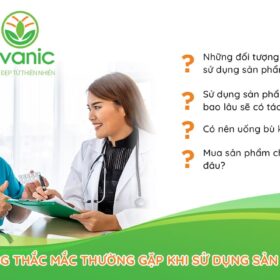 vanic
ĐẸP TỪ THIÊN NHIÊN
? Những đối tượng
sử dụng sản phẩm
? Sử dụng sản phẩ
bao lâu sẽ có tác
? Có nên uống bù k
? Mua sản phẩm ch
đâu?
G THẮC MẮC THƯỜNG GẶP KHI SỬ DỤNG SẢN